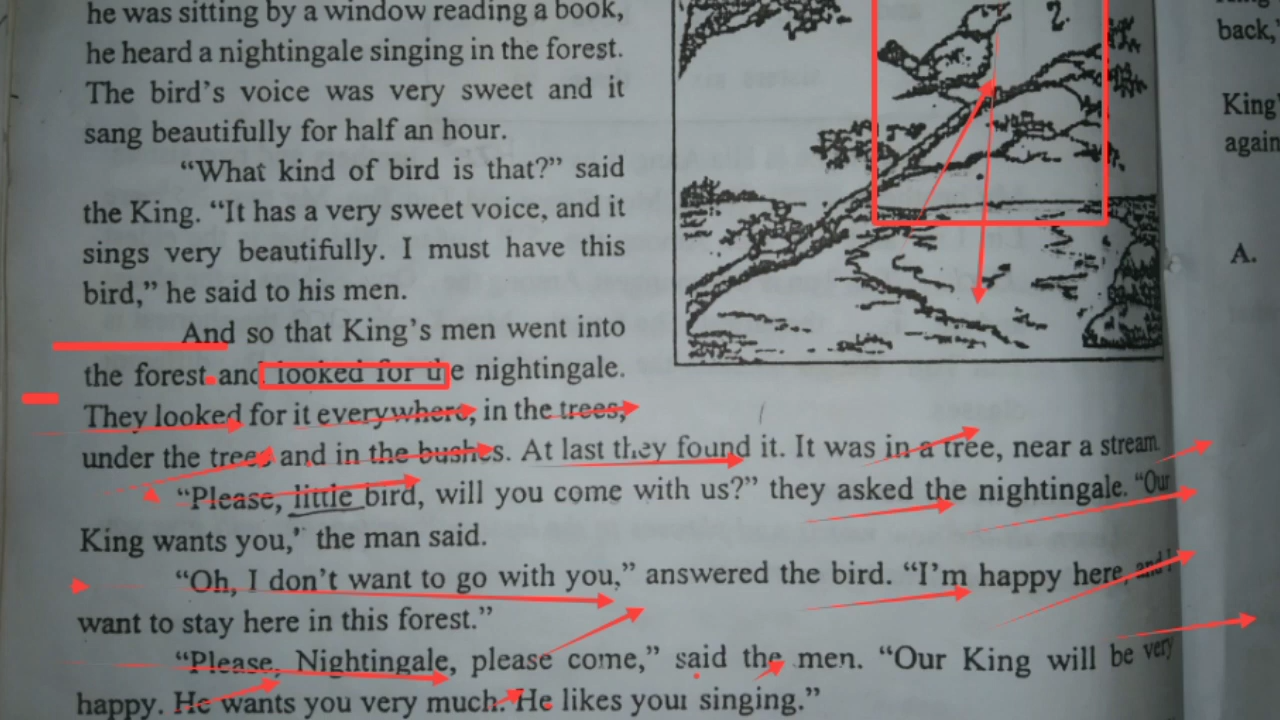 he was sitting by a window reading a book,
he heard a nightingale singing in the forest.
The bird's voice was very sweet and it
sang beautifully for half an hour.
"What kind of bird is that?" said
the King. "It has a very sweet voice, and it
sings very beautifully. I must have this
bird," he said to his men.
And so that King's men went into
the forest and looked for the nightingale.
They looked for it everywhere, in the trees,
under the trees and in the bushes. At last they found it. It was in a tree, near a stream.
"Please, little bird, will you come with us?" they asked the nightingale. "Our
King wants you," the man said.
"Oh, I don't want to go with you," answered the bird. "I'm happy here, and I
want to stay here in this forest."
"Please, Nightingale, please come," said the men. "Our King will be very
happy. He wants you very much. He likes your singing."
back,"
King'
again
A.